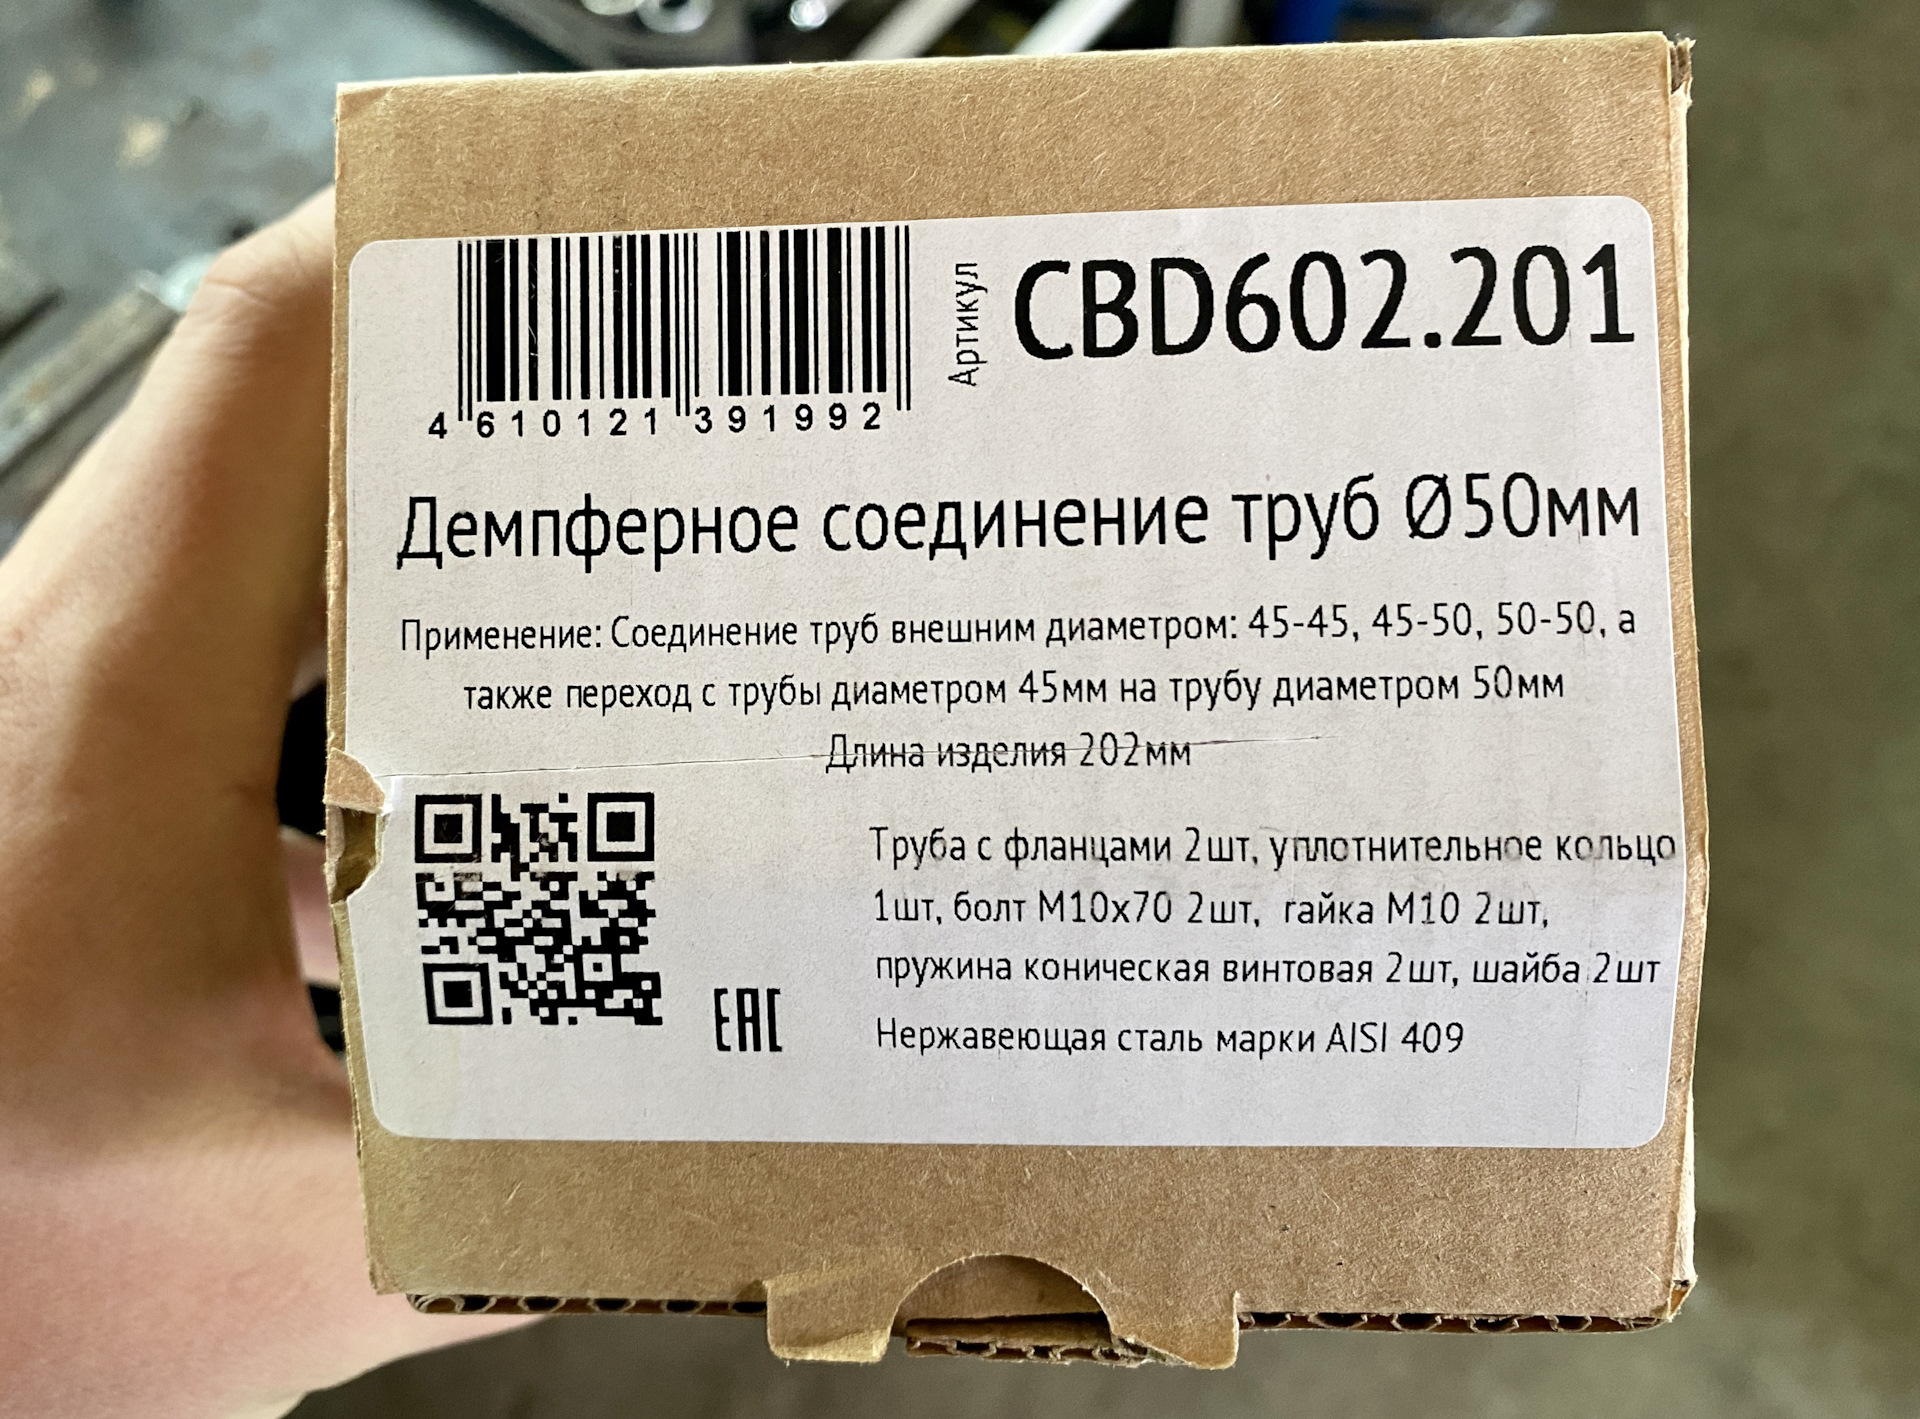 4 610121 391992
Артикул
CBD602.201
Демпферное соединение труб Ø50мм
Применение: Соединение труб внешним диаметром: 45-45, 45-50, 50-50, а
также переход с трубы диаметром 45мм на трубу диаметром 50мм
Длина изделия 202мм
Труба с фланцами 2шт, уплотнительное кольцо
1шт, болт М10х70 2шт,  гайка М10 2шт,
пружина коническая винтовая 2шт, шайба 2шт
Нержавеющая сталь марки AISI 409
EAC